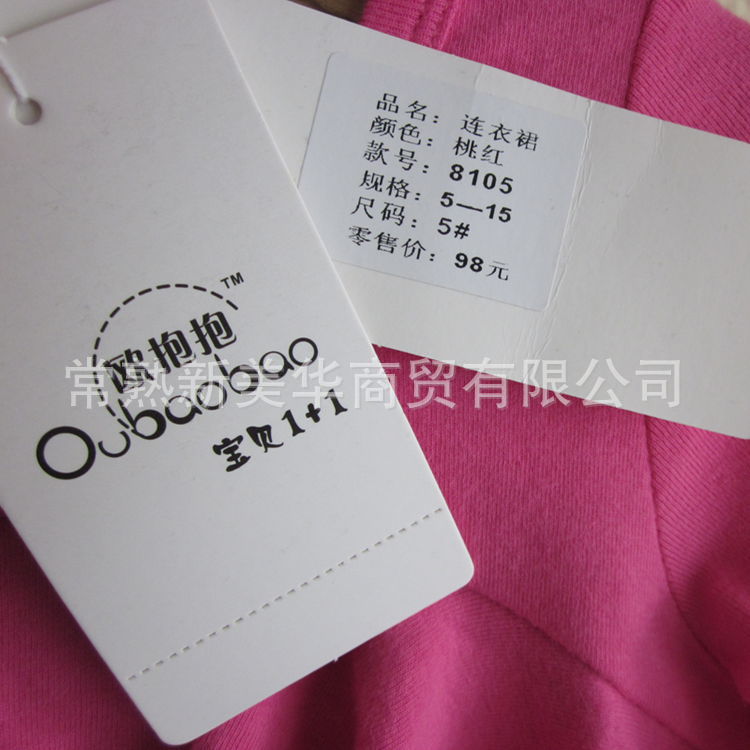 品名：连衣裙
颜色：桃红
款号：8105
规格：5—15
尺码：5#
零售价：98元
TM
欧抱抱
Oubaobao
宝贝1+1
常熟新美华商贸有限公司